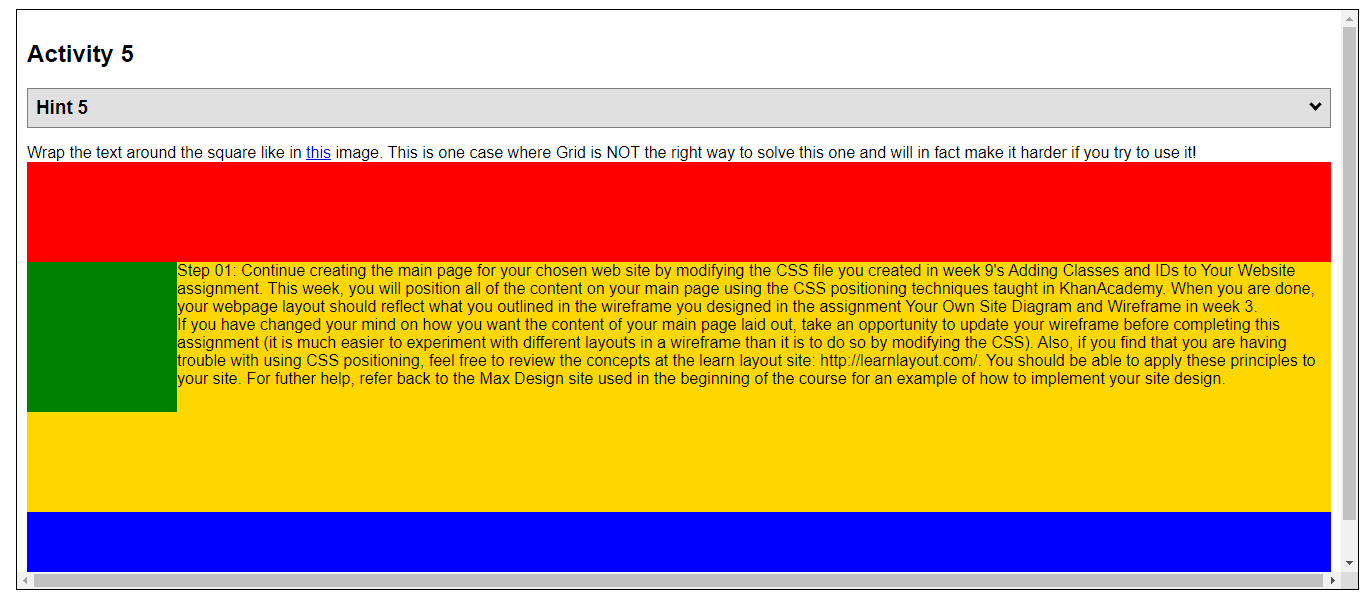 Activity 5
Hint 5
Wrap the text around the square like in this image. This is one case where Grid is NOT the right way to solve this one and will in fact make it harder if you try to use it!
Step 01: Continue creating the main page for your chosen web site by modifying the CSS file you created in week 9's Adding Classes and IDs to Your Website
assignment. This week, you will position all of the content on your main page using the CSS positioning techniques taught in KhanAcademy. When you are done,
your webpage layout should reflect what you outlined in the wireframe you designed in the assignment Your Own Site Diagram and Wireframe in week 3.
If you have changed your mind on how you want the content of your main page laid out, take an opportunity to update your wireframe before completing this
assignment (it is much easier to experiment with different layouts in a wireframe than it is to do so by modifying the CSS). Also, if you find that you are having
trouble with using CSS positioning, feel free to review the concepts at the learn layout site: http://learnlayout.com/. You should be able to apply these principles to
your site. For futher help, refer back to the Max Design site used in the beginning of the course for an example of how to implement your site design.